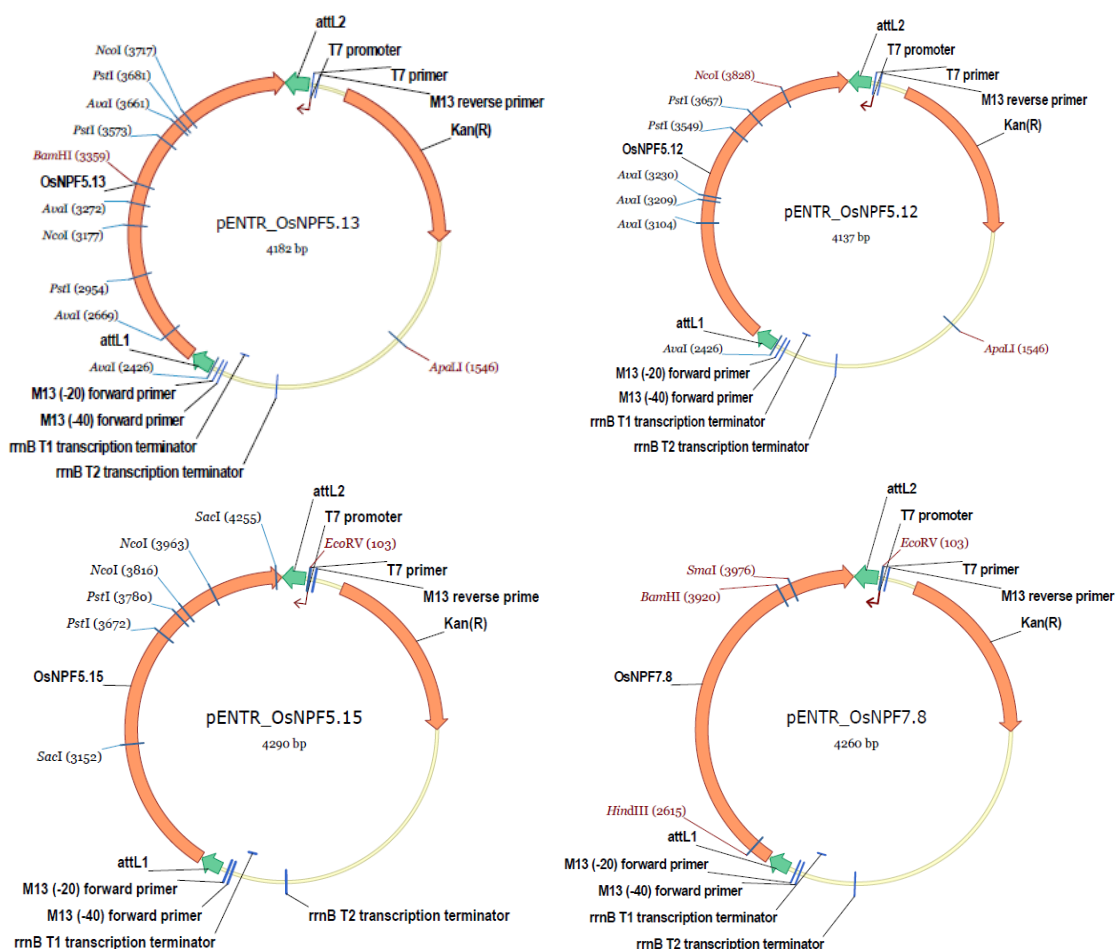 attL2
T7 promoter
T7 primer
M13 reverse primer
Kan(R)
NcoI (3717)
PstI (3681)
AvaI (3661)
PstI (3573)
BamHI (3359)
OsNPF5.13
AvaI (3272)
NcoI (3177)
PstI (2954)
AvaI (2669)
attL1
AvaI (2426)
M13 (-20) forward primer
M13 (-40) forward primer
rrnB T1 transcription terminator
rrnB T2 transcription terminator
ApaLI (1546)
pENTR_OsNPF5.13
4182 bp
attL2
T7 promoter
T7 primer
M13 reverse primer
Kan(R)
NcoI (3828)
PstI (3657)
PstI (3549)
OsNPF5.12
AvaI (3230)
AvaI (3209)
AvaI (3104)
attL1
AvaI (2426)
M13 (-20) forward primer
M13 (-40) forward primer
rrnB T1 transcription terminator
rrnB T2 transcription terminator
ApaLI (1546)
pENTR_OsNPF5.12
4137 bp
attL2
SacI (4255)
T7 promoter
EcoRV (103)
T7 primer
M13 reverse prime
Kan(R)
NcoI (3963)
NcoI (3816)
PstI (3780)
PstI (3672)
OsNPF5.15
SacI (3152)
attL1
M13 (-20) forward primer
M13 (-40) forward primer
rrnB T1 transcription terminator
rrnB T2 transcription terminator
pENTR_OsNPF5.15
4290 bp
attL2
T7 promoter
EcoRV (103)
T7 primer
M13 reverse primer
Kan(R)
SmaI (3976)
BamHI (3920)
OsNPF7.8
HindIII (2615)
attL1
M13 (-20) forward primer
M13 (-40) forward primer
rrnB T1 transcription terminator
rrnB T2 transcription terminator
pENTR_OsNPF7.8
4260 bp